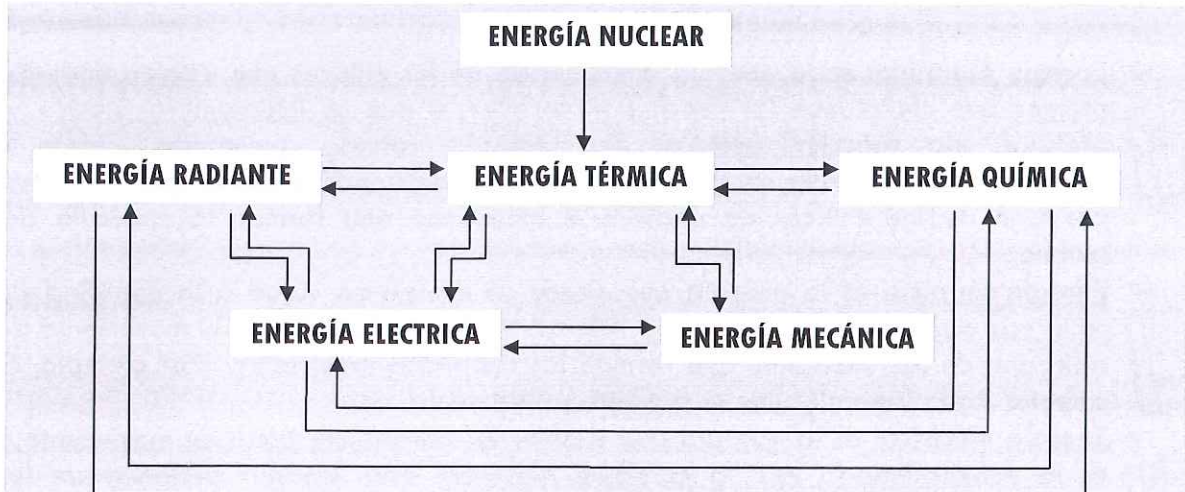 ENERGÍA NUCLEAR
ENERGÍA RADIANTE
ENERGÍA TÉRMICA
ENERGÍA QUÍMICA
ENERGÍA ELECTRICA
ENERGÍA MECÁNICA